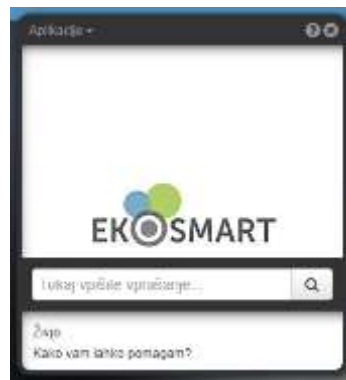 Aplikacije
EKOSMART
Tukaj vpišite vprašanje...
Živjo
Kako vam lahko pomagam?